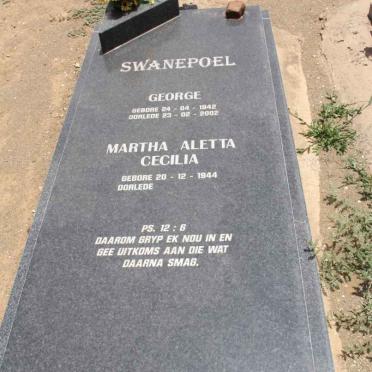 SWANEPOEL
GEORGE
GEBORE 24 - 04 - 1942
OORLEDE 23 - 02 - 2002
MARTHA ALETTA
CECILIA
GEBORE 20 - 12 - 1944
OORLEDE
PS. 12 : 6
DAAROM GRYP EK NOU IN EN
GEE UITKOMS AAN DIE WAT
DAARNA SMAG.